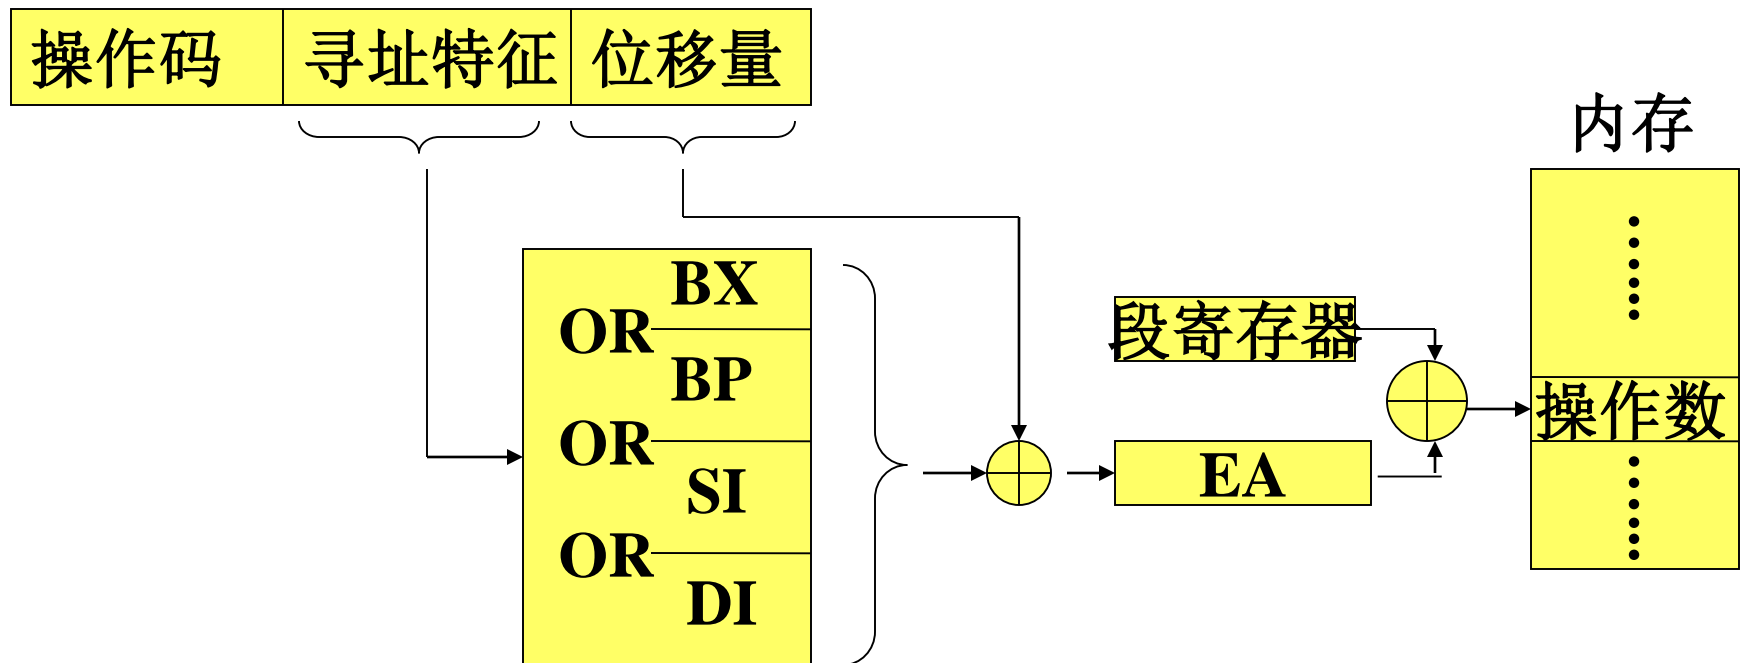 操作码 寻址特征 位移量
内存
BX
OR
BP
OR
SI
OR
DI
段寄存器
EA
操作数